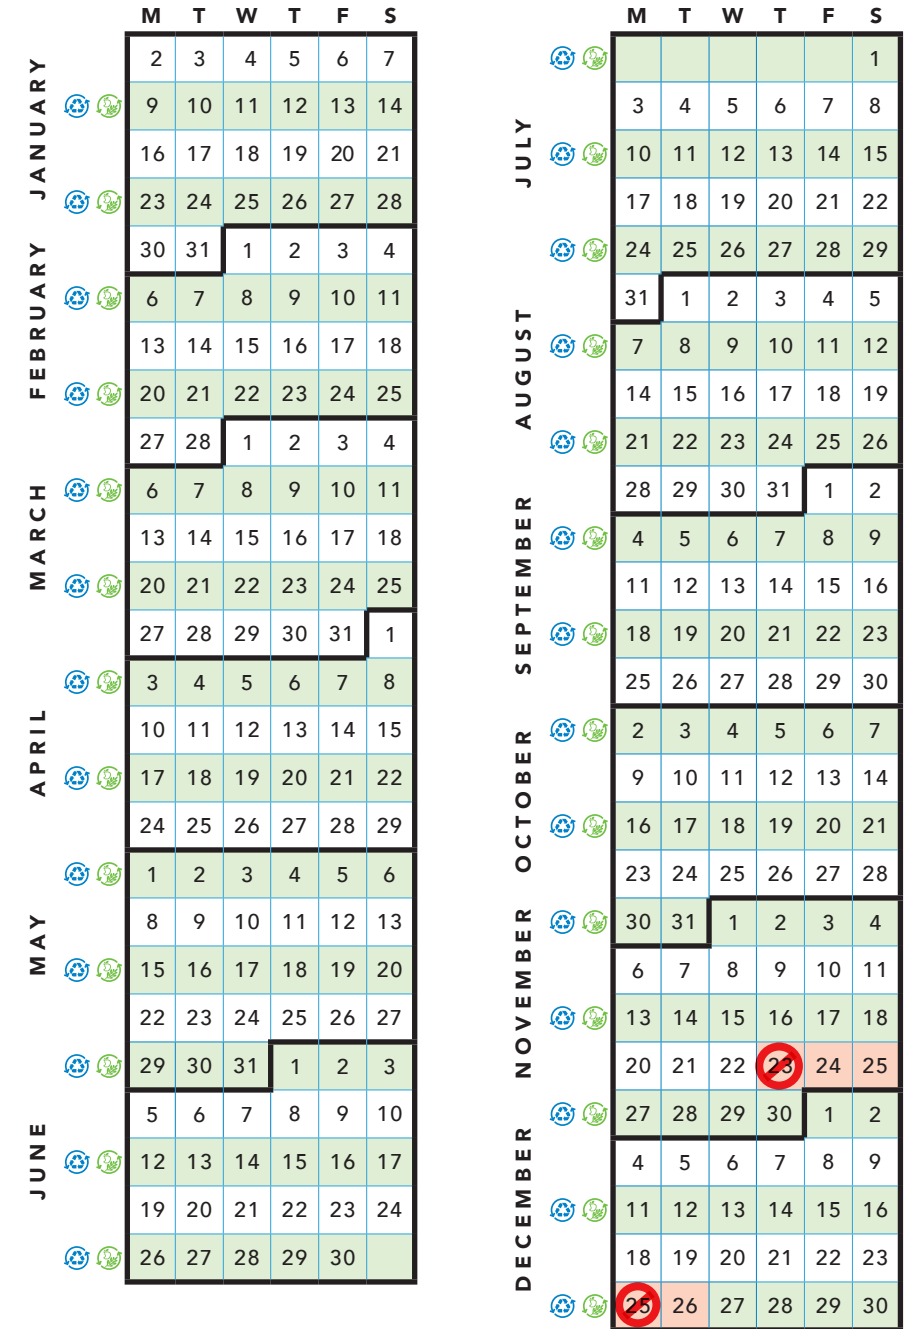 M T W T F S
JANUARY
2 3 4 5 6 7
9 10 11 12 13 14
16 17 18 19 20 21
23 24 25 26 27 28
30 31 1 2 3 4
FEBRUARY
6 7 8 9 10 11
13 14 15 16 17 18
20 21 22 23 24 25
27 28 1 2 3 4
MARCH
6 7 8 9 10 11
13 14 15 16 17 18
20 21 22 23 24 25
27 28 29 30 31 1
APRIL
3 4 5 6 7 8
10 11 12 13 14 15
17 18 19 20 21 22
24 25 26 27 28 29
MAY
1 2 3 4 5 6
8 9 10 11 12 13
15 16 17 18 19 20
22 23 24 25 26 27
29 30 31 1 2 3
JUNE
5 6 7 8 9 10
12 13 14 15 16 17
19 20 21 22 23 24
26 27 28 29 30
M T W T F S
JULY
1
3 4 5 6 7 8
10 11 12 13 14 15
17 18 19 20 21 22
24 25 26 27 28 29
31 1 2 3 4 5
AUGUST
7 8 9 10 11 12
14 15 16 17 18 19
21 22 23 24 25 26
28 29 30 31 1 2
SEPTEMBER
4 5 6 7 8 9
11 12 13 14 15 16
18 19 20 21 22 23
25 26 27 28 29 30
OCTOBER
2 3 4 5 6 7
9 10 11 12 13 14
16 17 18 19 20 21
23 24 25 26 27 28
30 31 1 2 3 4
NOVEMBER
6 7 8 9 10 11
13 14 15 16 17 18
20 21 22 23 24 25
27 28 29 30 1 2
DECEMBER
4 5 6 7 8 9
11 12 13 14 15 16
18 19 20 21 22 23
25 26 27 28 29 30